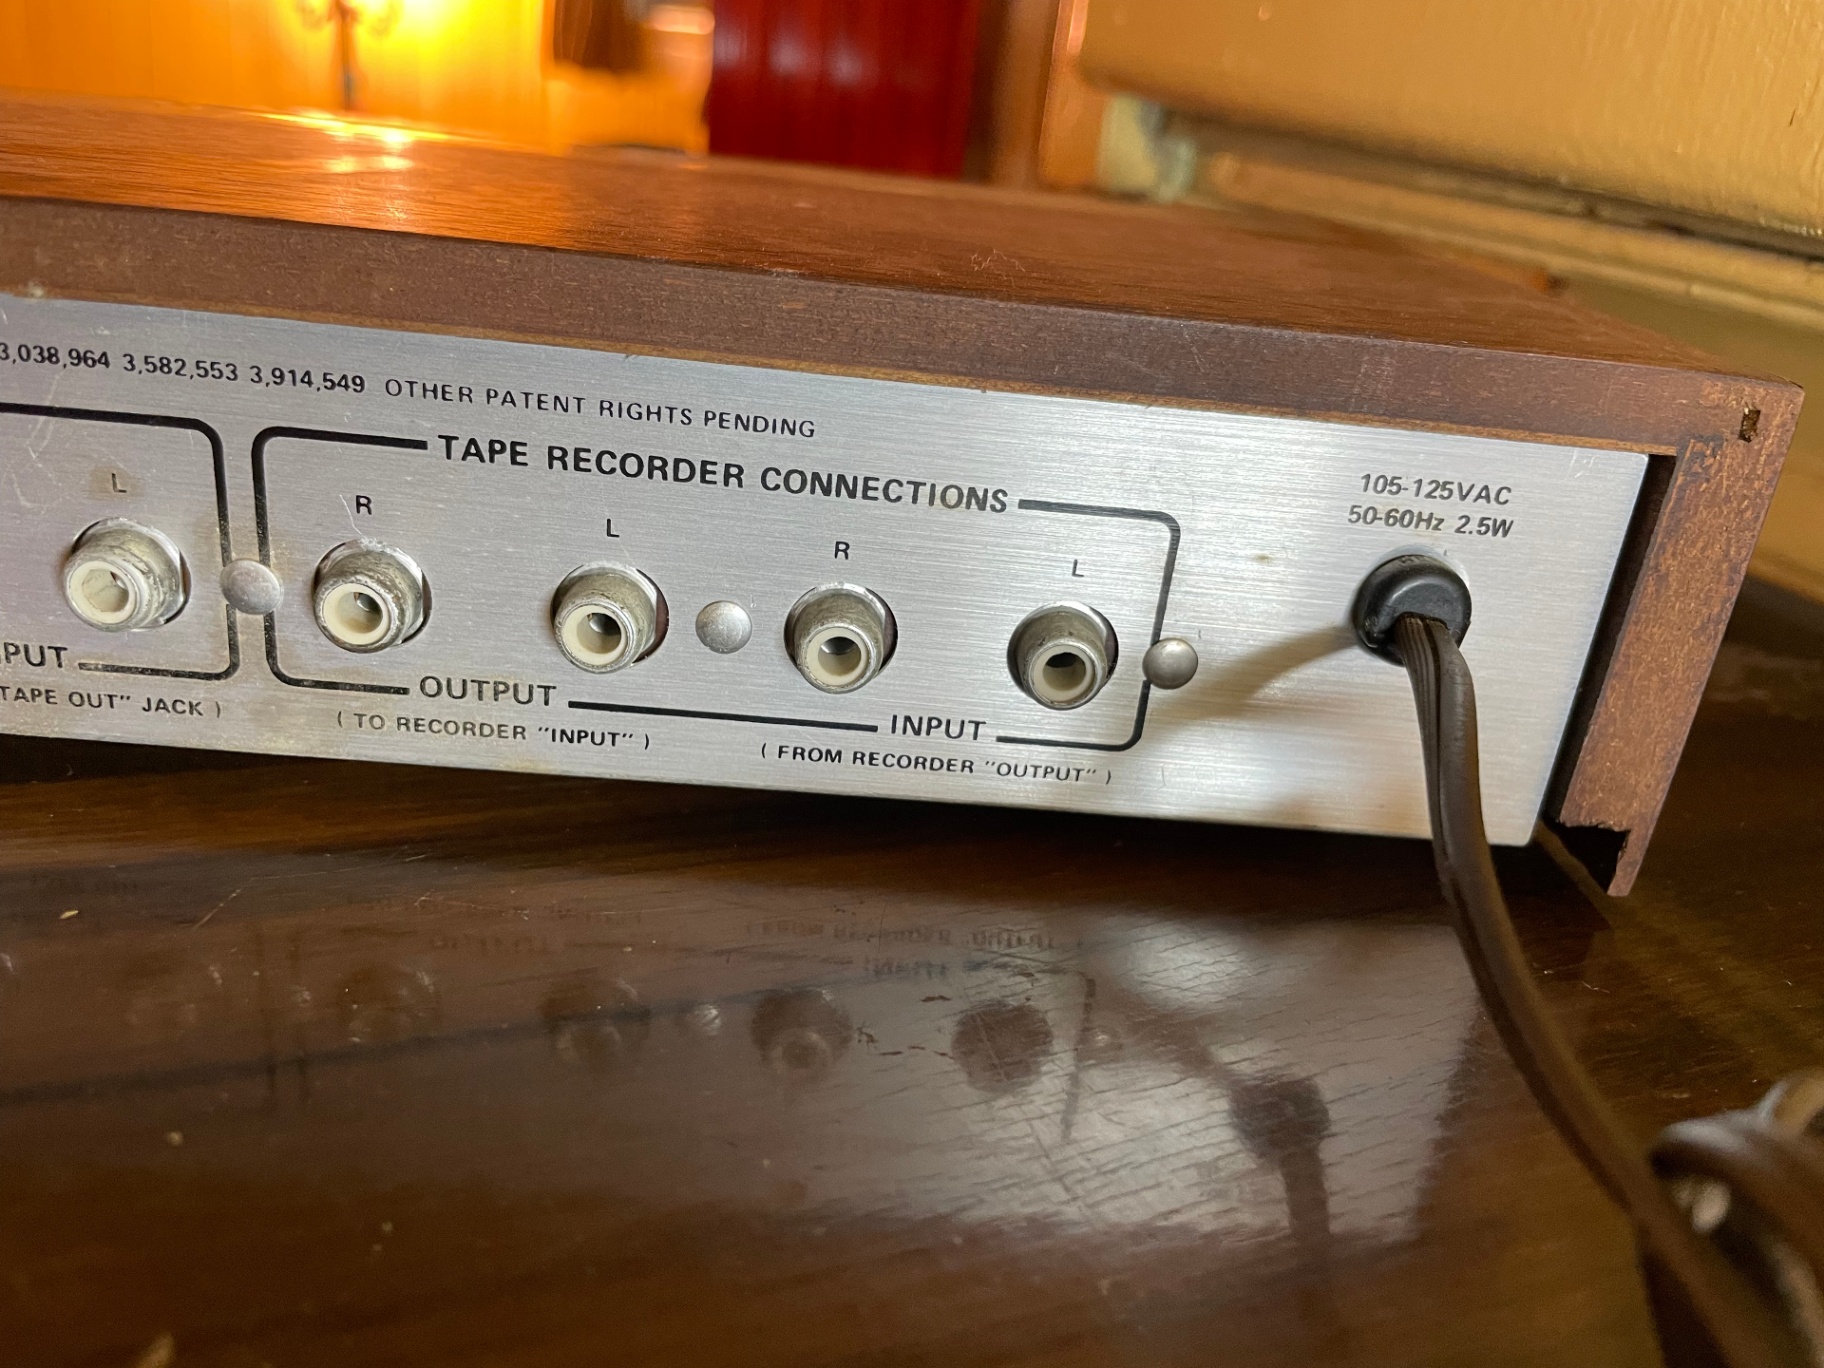 3,038,964 3,582,553 3,914,549 OTHER PATENT RIGHTS PENDING
TAPE RECORDER CONNECTIONS
105-125VAC
50-60Hz 2.5W
L
R
L
R
L
PUT
OUTPUT
INPUT
TAPE OUT" JACK )
( TO RECORDER "INPUT" )
( FROM RECORDER "OUTPUT" )